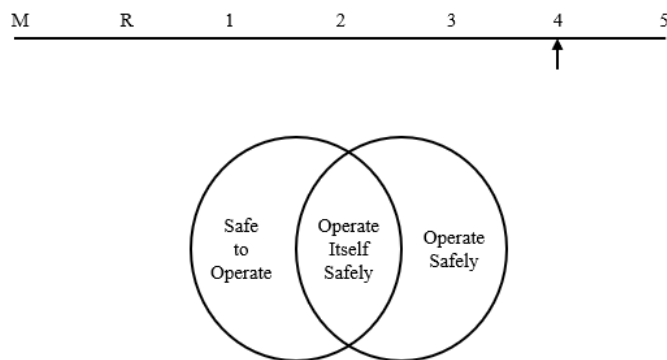 M R 1 2 3 4 5
Safe
to
Operate
Operate
Itself
Safely
Operate
Safely